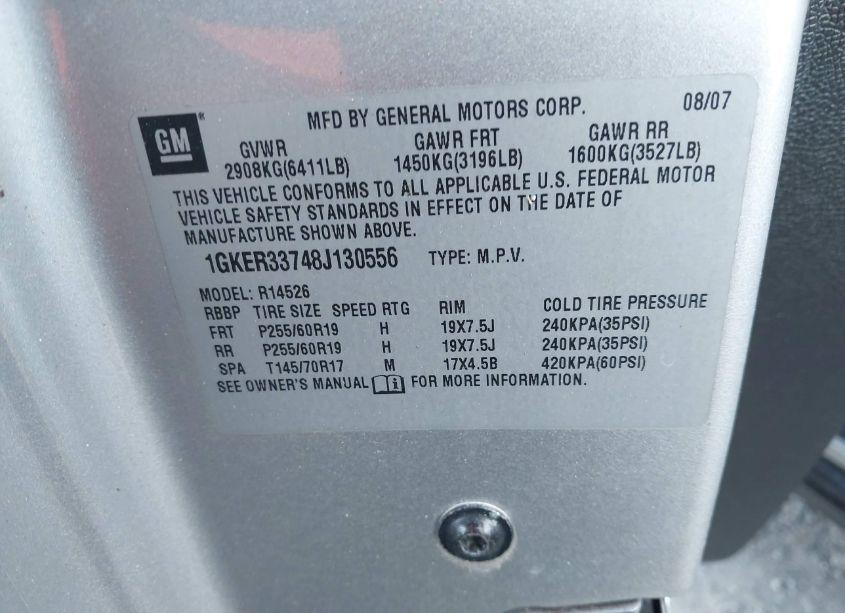 GM
MFD BY GENERAL MOTORS CORP. 08/07
GVWR GAWR FRT GAWR RR
2908KG(6411LB) 1450KG(3196LB) 1600KG(3527LB)
THIS VEHICLE CONFORMS TO ALL APPLICABLE U.S. FEDERAL MOTOR
VEHICLE SAFETY STANDARDS IN EFFECT ON THE DATE OF
MANUFACTURE SHOWN ABOVE.
1GKER33748J130556 TYPE: M.P.V.
MODEL: R14526
RBBP TIRE SIZE SPEED RTG RIM COLD TIRE PRESSURE
FRT P255/60R19 H 19X7.5J 240KPA(35PSI)
RR P255/60R19 H 19X7.5J 240KPA(35PSI)
SPA T145/70R17 M 17X4.5B 420KPA(60PSI)
SEE OWNER'S MANUAL i FOR MORE INFORMATION.